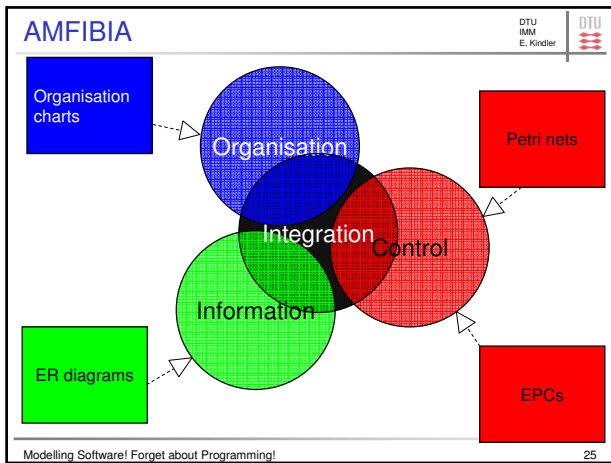 AMFIBIA
DTU
IMM
E. Kindler
DTU
Organisation
charts
Organisation
Petri nets
Integration
Control
Information
ER diagrams
EPCs
Modelling Software! Forget about Programming!
25